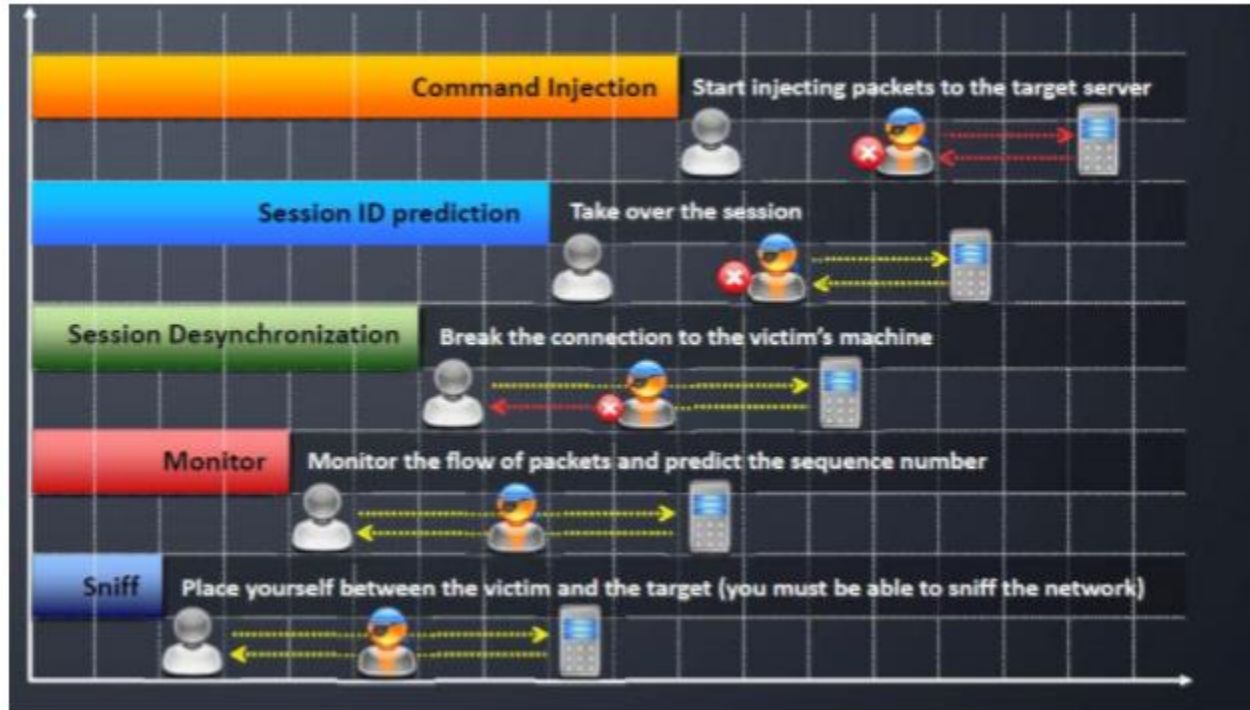 Command Injection
Start injecting packets to the target server
Session ID prediction
Take over the session
Session Desynchronization
Break the connection to the victim's machine
Monitor
Monitor the flow of packets and predict the sequence number
Sniff
Place yourself between the victim and the target (you must be able to sniff the network)